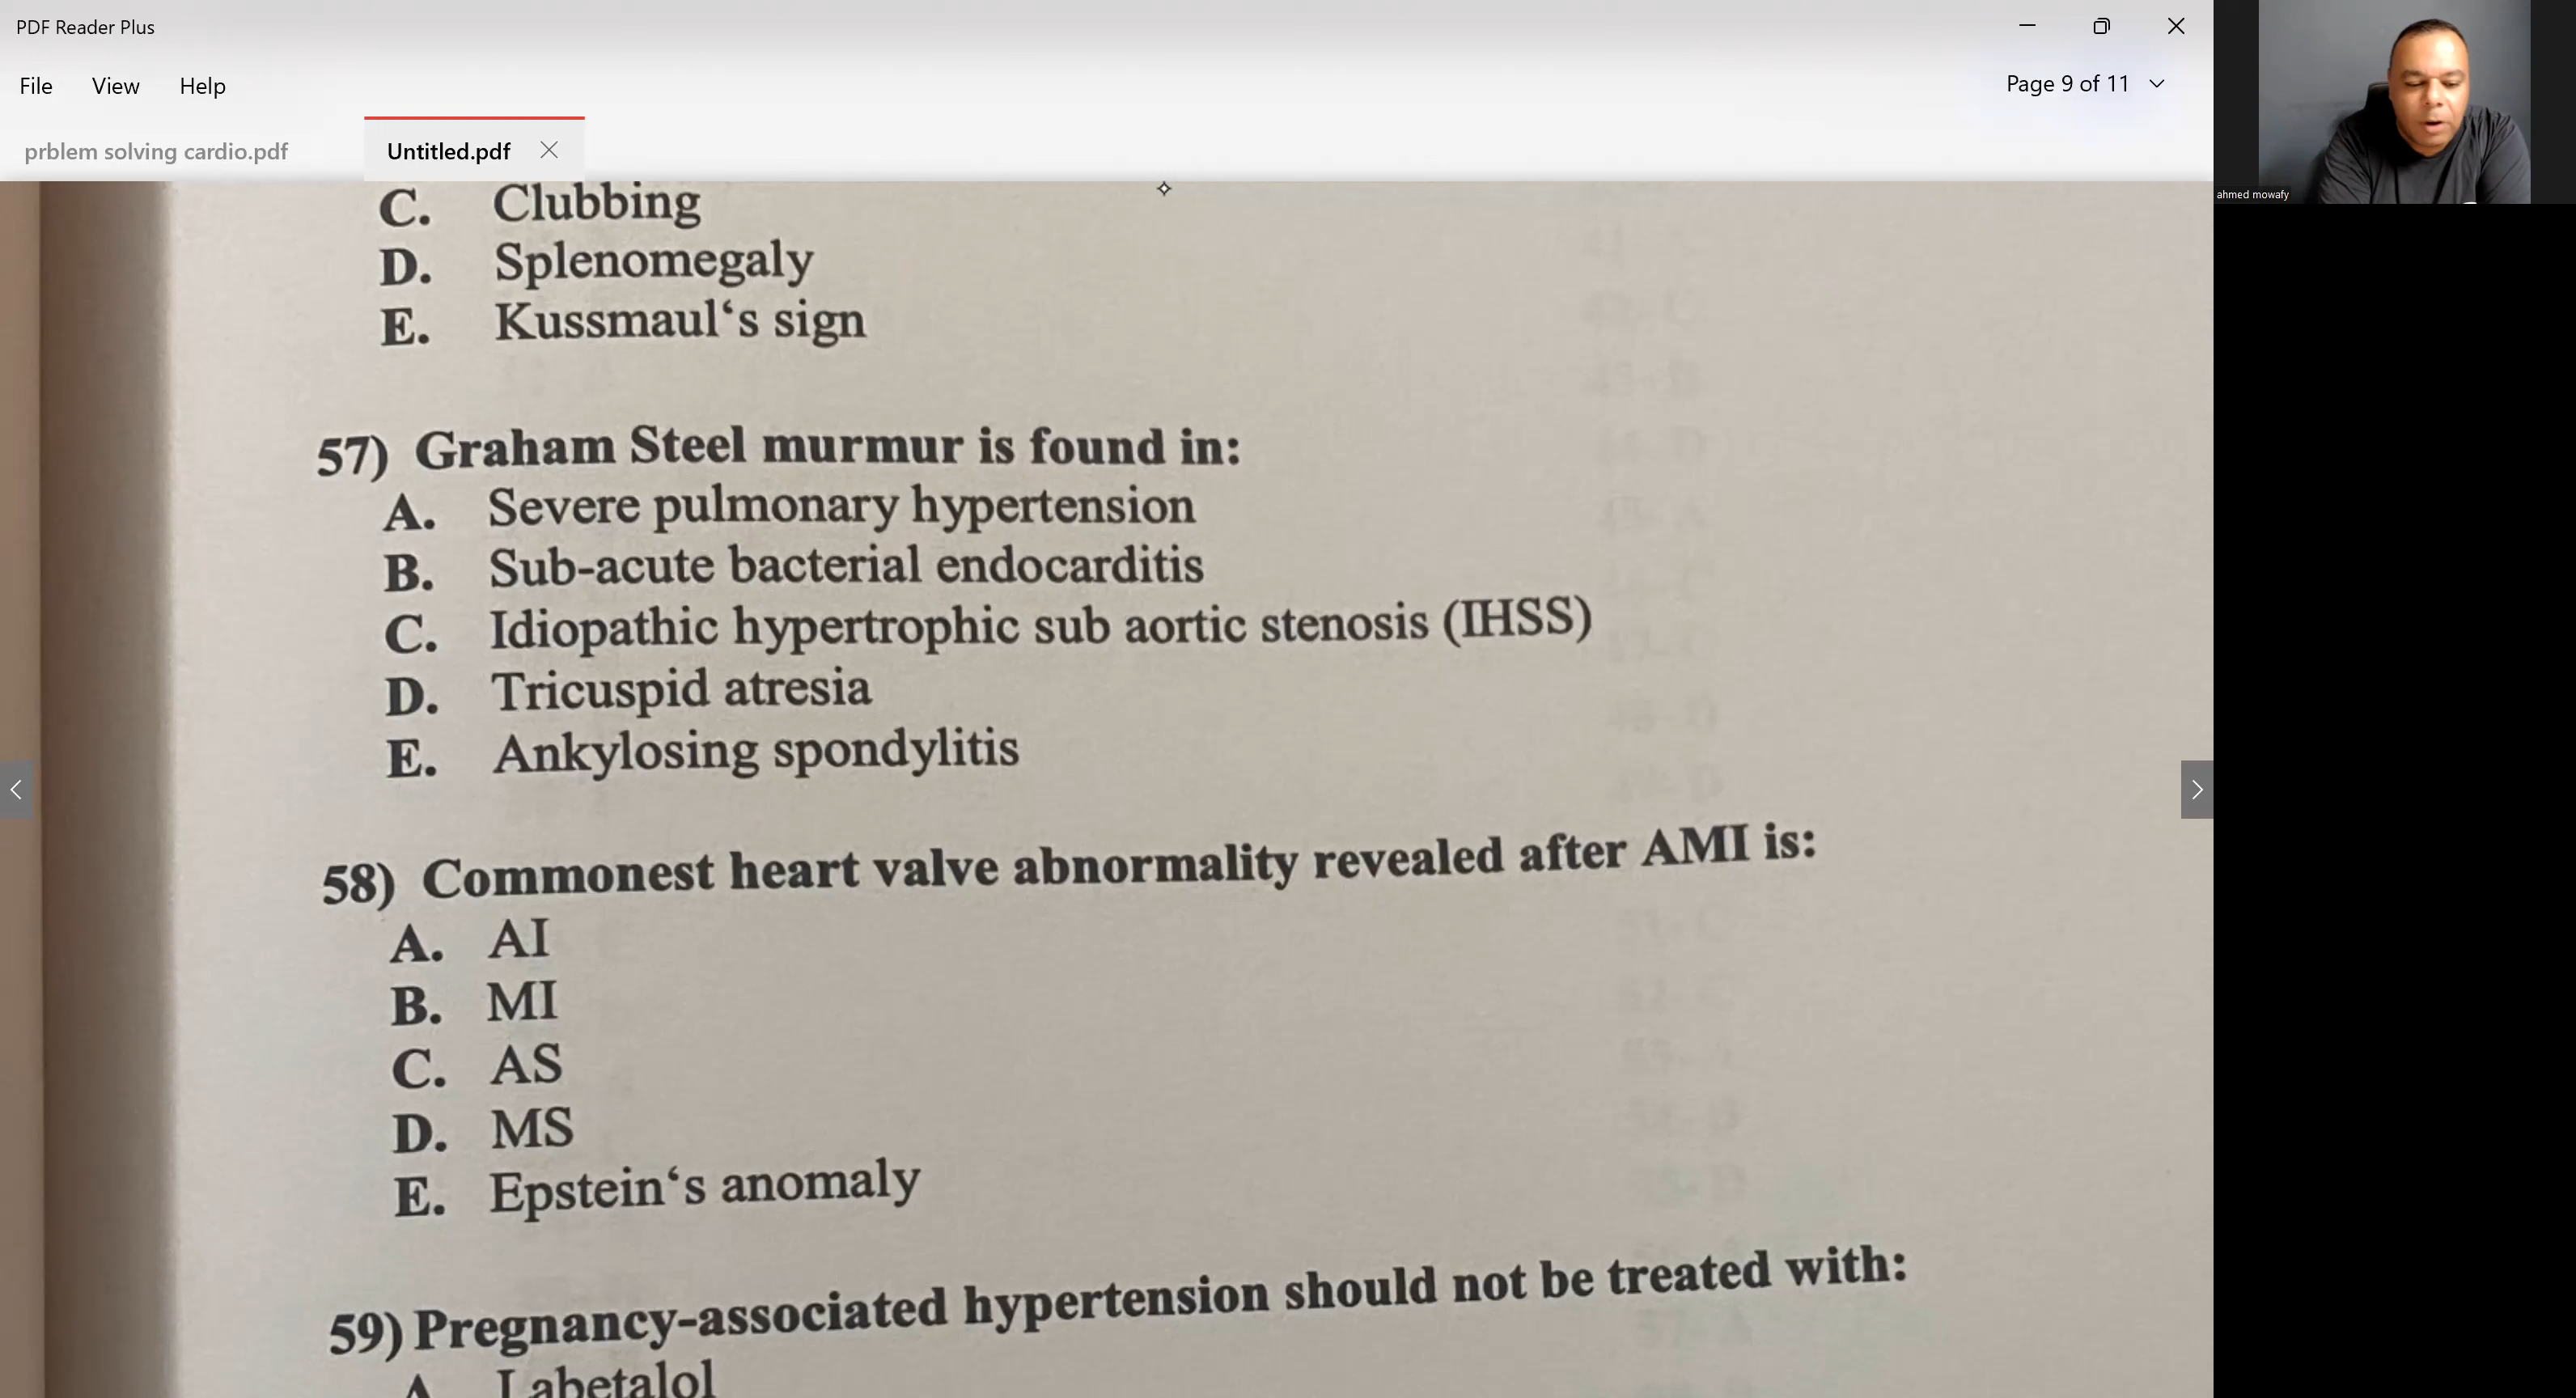 PDF Reader Plus
File View Help
Page 9 of 11
prblem solving cardio.pdf
Untitled.pdf
ahmed mowafy
C. Clubbing
D. Splenomegaly
E. Kussmaul‘s sign
57) Graham Steel murmur is found in:
A. Severe pulmonary hypertension
B. Sub-acute bacterial endocarditis
C. Idiopathic hypertrophic sub aortic stenosis (IHSS)
D. Tricuspid atresia
E. Ankylosing spondylitis
58) Commonest heart valve abnormality revealed after AMI is:
A. AI
B. MI
C. AS
D. MS
E. Epstein‘s anomaly
59) Pregnancy-associated hypertension should not be treated with:
A. Labetalol